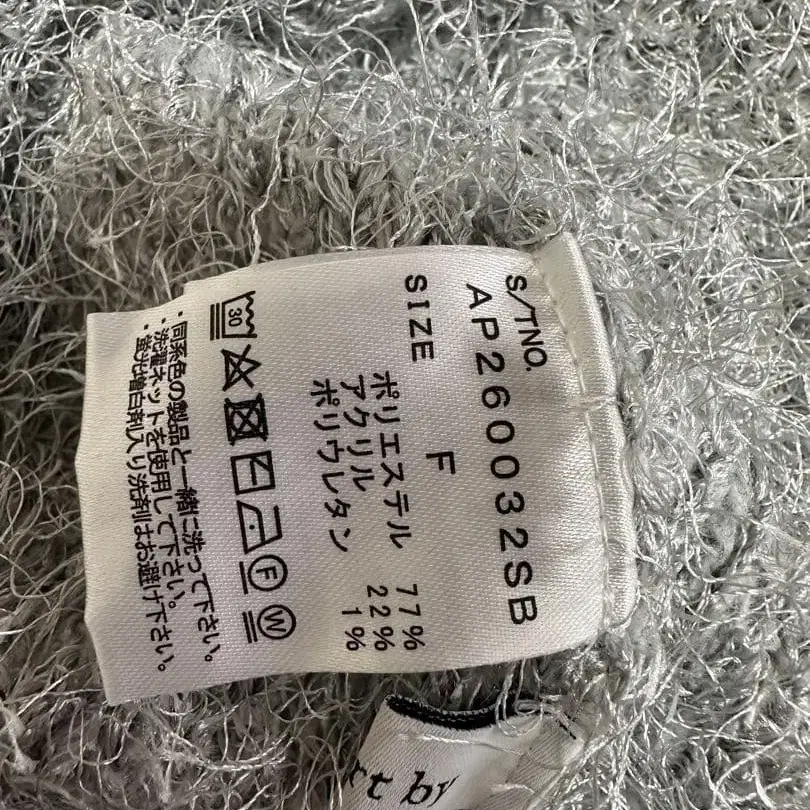 S/TNO.
AP260032SB
SIZE F
ポリエステル 77%
アクリル 22%
ポリウレタン 1%
30
F W
・同系色の製品と一緒に洗って下さい。
・洗濯ネットを使用して下さい。
・蛍光増白剤入り洗剤はお避け下さい。
by